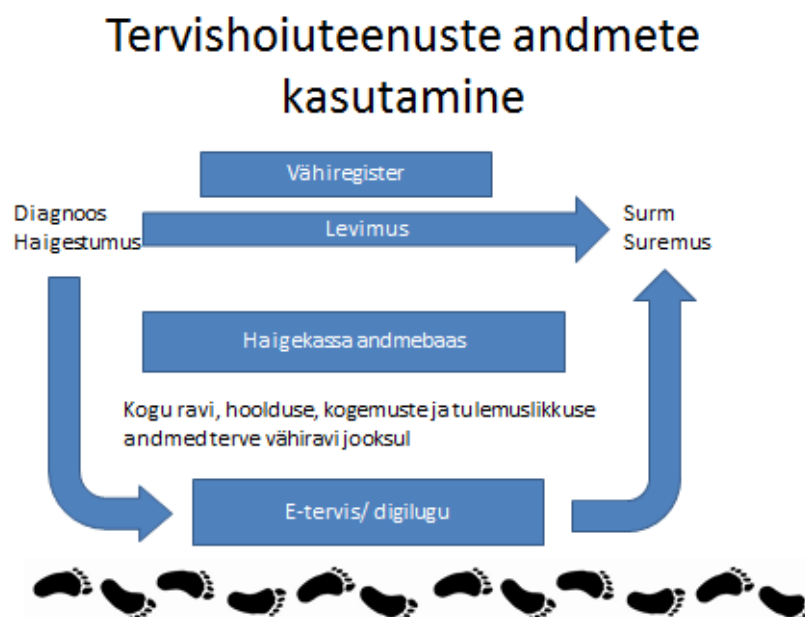 Tervishoiuteenuste andmete
kasutamine
Vähiregister
Diagnoos
Haigestumus
Levimus
Surm
Suremus
Haigekassa andmebaas
Kogu ravi, hoolduse, kogemuste ja tulemuslikkuse
andmed terve vähiravi jooksul
E-tervis/ digilugu